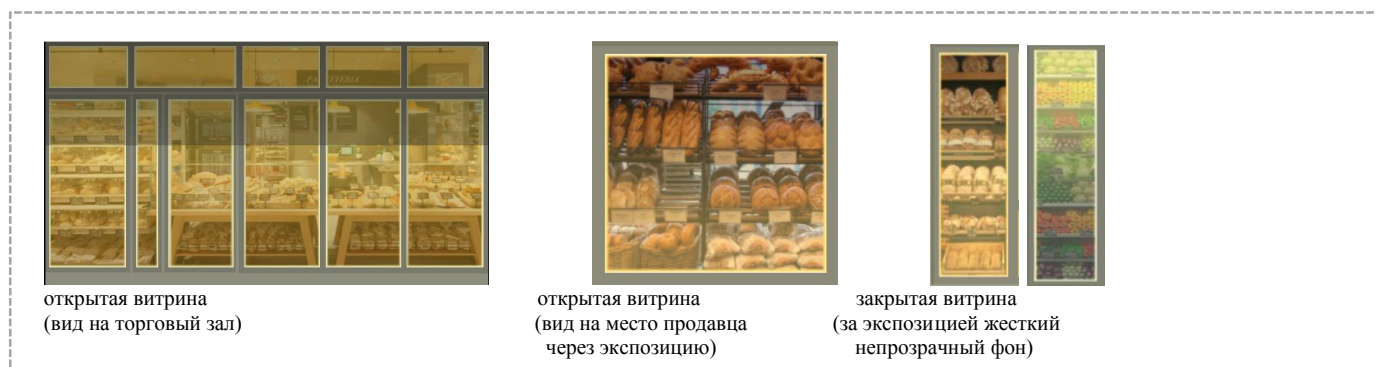 PANETTERIA
открытая витрина
(вид на торговый зал)
открытая витрина
(вид на место продавца
через экспозицию)
закрытая витрина
(за экспозицией жесткий
непрозрачный фон)